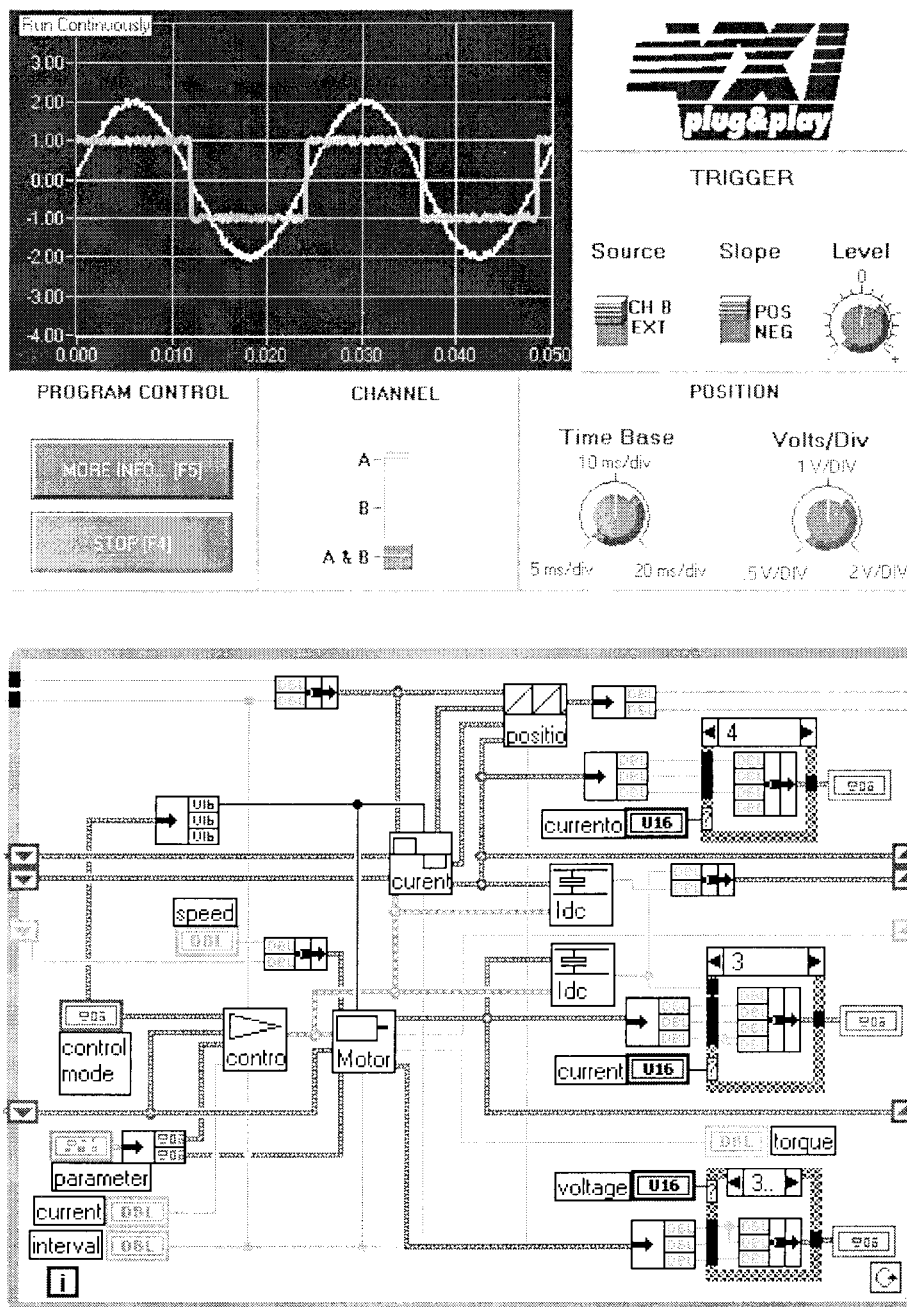 Run Continuously
3.00
2.00
1.00
0.00
-1.00
-2.00
-3.00
-4.00
0.000 0.010 0.020 0.030 0.040 0.050
VXI
plug&play
TRIGGER
Source Slope Level
0
CH B
EXT
POS
NEG
+
PROGRAM CONTROL
MORE INFO... [F5]
STOP [F4]
CHANNEL
A
B
A & B
POSITION
Time Base
10 ms/div
5 ms/div 20 ms/div
Volts/Div
1 V/DIV
.5 V/DIV 2 V/DIV
positio
4
U16
U16
U16
currento U16
curent
Idc
speed
DBL
Idc
3
control
mode
contro
Motor
current U16
DBL torque
parameter
voltage U16
3..
current DBL
interval DBL
i